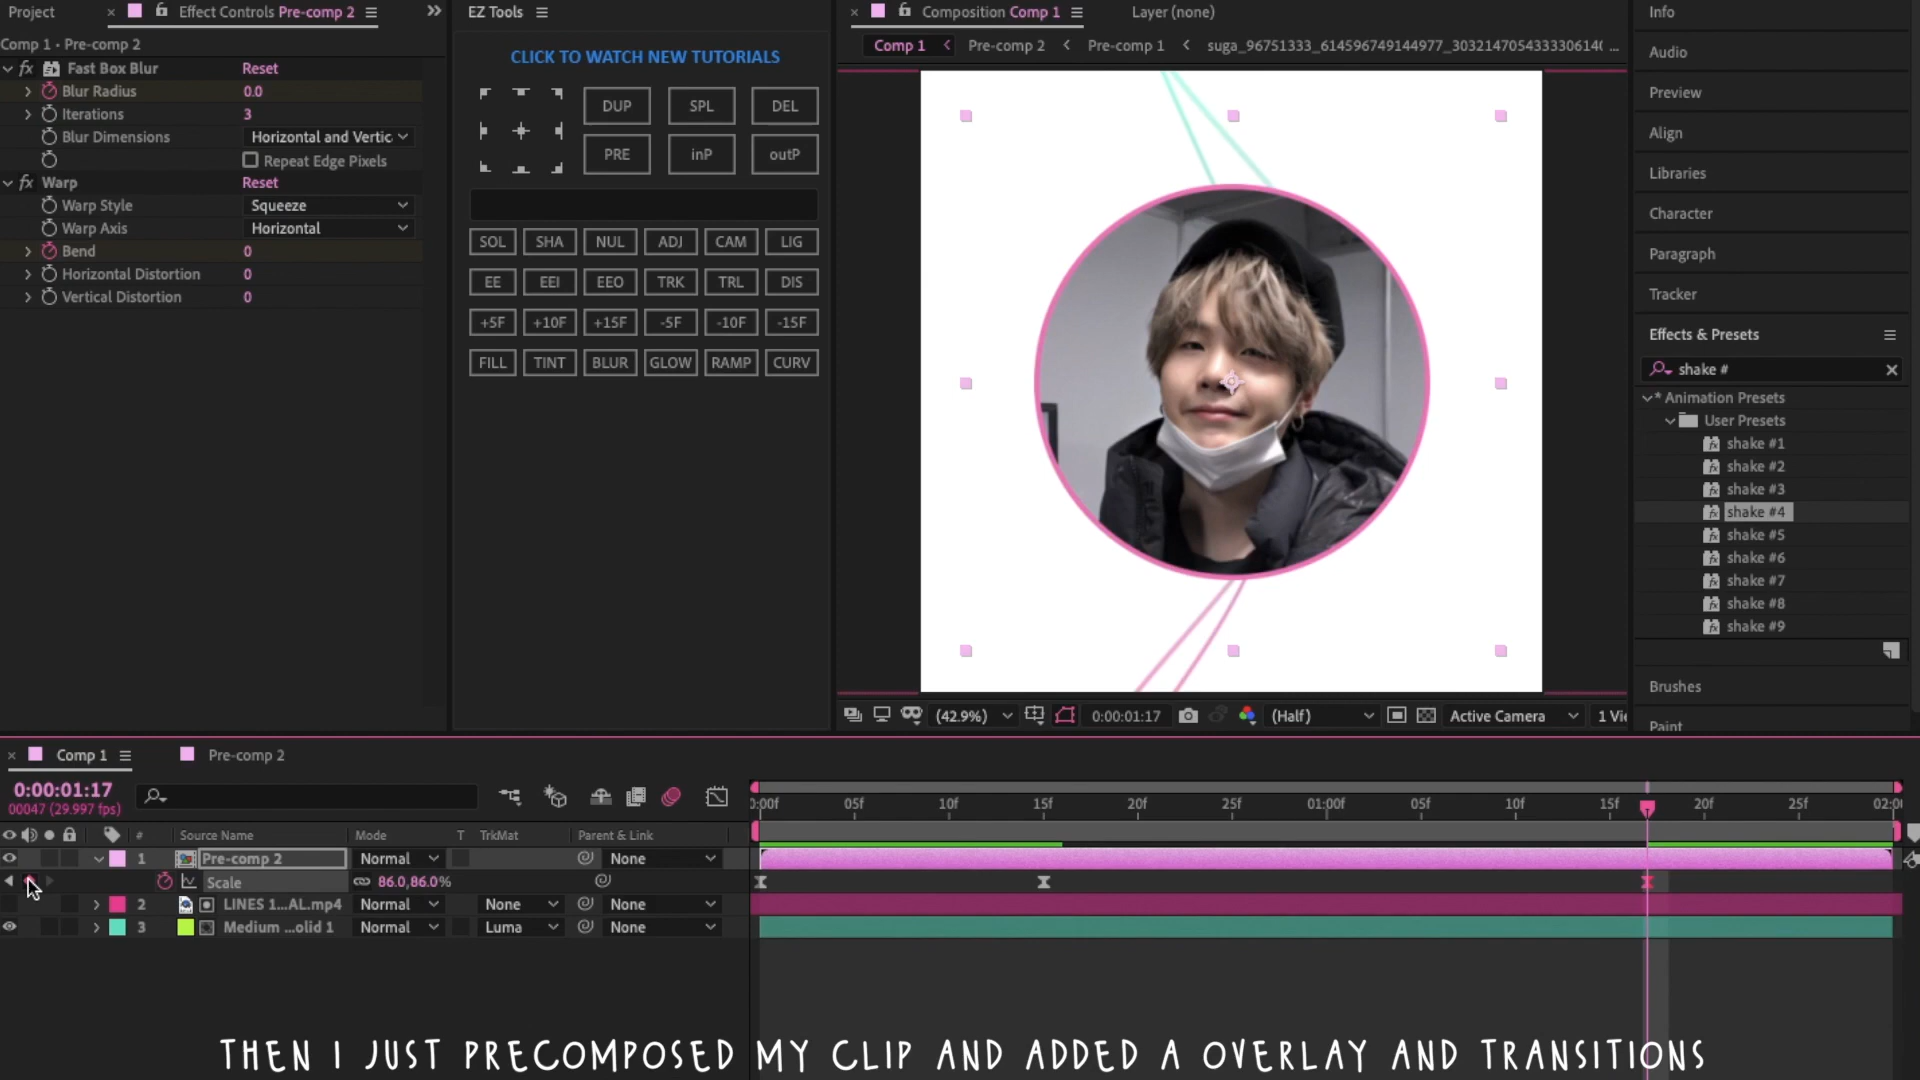 Project
× Effect Controls Pre-comp 2
Comp 1 • Pre-comp 2
fx Fast Box Blur Reset
Blur Radius 0.0
Iterations 3
Blur Dimensions Horizontal and Vertic
Repeat Edge Pixels
fx Warp Reset
Warp Style Squeeze
Warp Axis Horizontal
Bend 0
Horizontal Distortion 0
Vertical Distortion 0
EZ Tools
CLICK TO WATCH NEW TUTORIALS
DUP SPL DEL
PRE inP outP
SOL SHA NUL ADJ CAM LIG
EE EEI EEO TRK TRL DIS
+5F +10F +15F -5F -10F -15F
FILL TINT BLUR GLOW RAMP CURV
× Composition Comp 1 Layer (none)
Comp 1 Pre-comp 2 Pre-comp 1 ...
(42.9%) 0:00:01:17 (Half) Active Camera 1 Vi
Info
Audio
Preview
Align
Libraries
Character
Paragraph
Tracker
Effects & Presets
shake # ×
* Animation Presets
User Presets
shake #1
shake #2
shake #3
shake #4
shake #5
shake #6
shake #7
shake #8
shake #9
Brushes
Paint
× Comp 1 Pre-comp 2
0:00:01:17
00047 (29.997 fps)
:00f 05f 10f 15f 20f 25f 01:00f 05f 10f 15f 20f 25f 02:0
# Source Name Mode T TrkMat Parent & Link
1 Pre-comp 2 Normal None
Scale 86.0,86.0%
2 LINES 1...AL.mp4 Normal None None
3 Medium ...olid 1 Normal Luma None
THEN I JUST PRECOMPOSED MY CLIP AND ADDED A OVERLAY AND TRANSITIONS